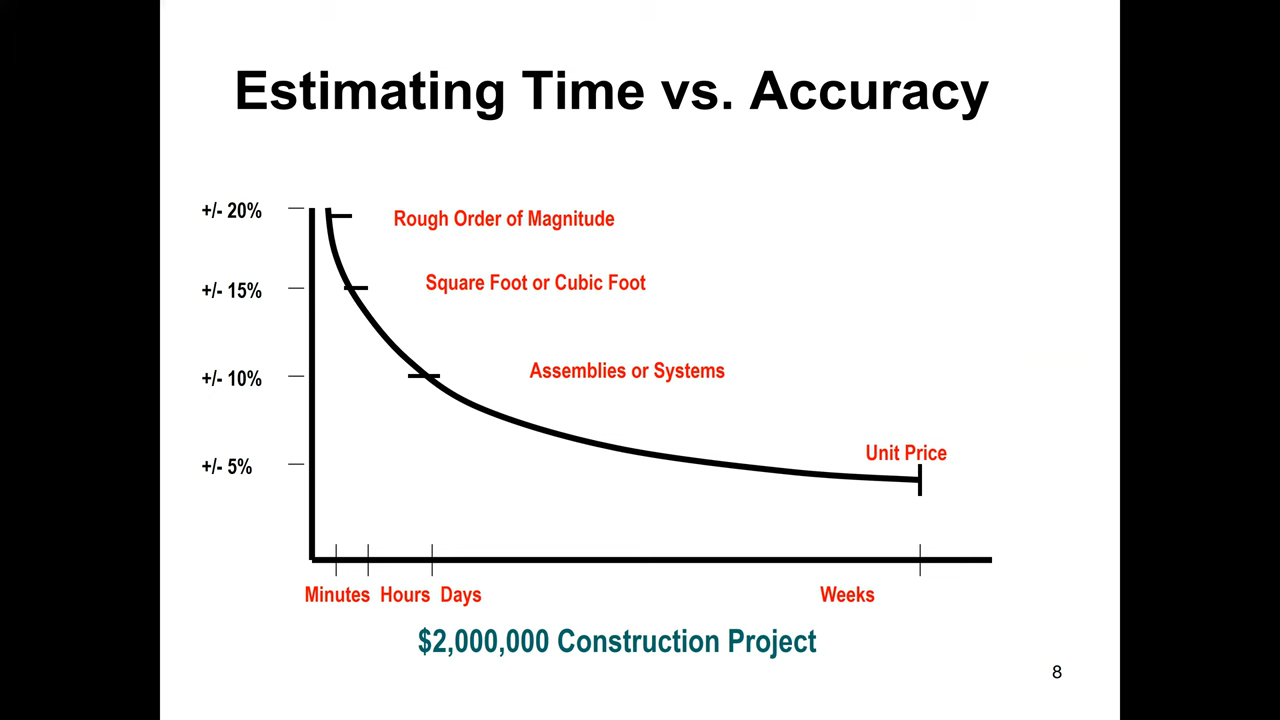 Estimating Time vs. Accuracy
+/- 20%
Rough Order of Magnitude
+/- 15%
Square Foot or Cubic Foot
+/- 10%
Assemblies or Systems
+/- 5%
Unit Price
Minutes Hours Days Weeks
$2,000,000 Construction Project
8